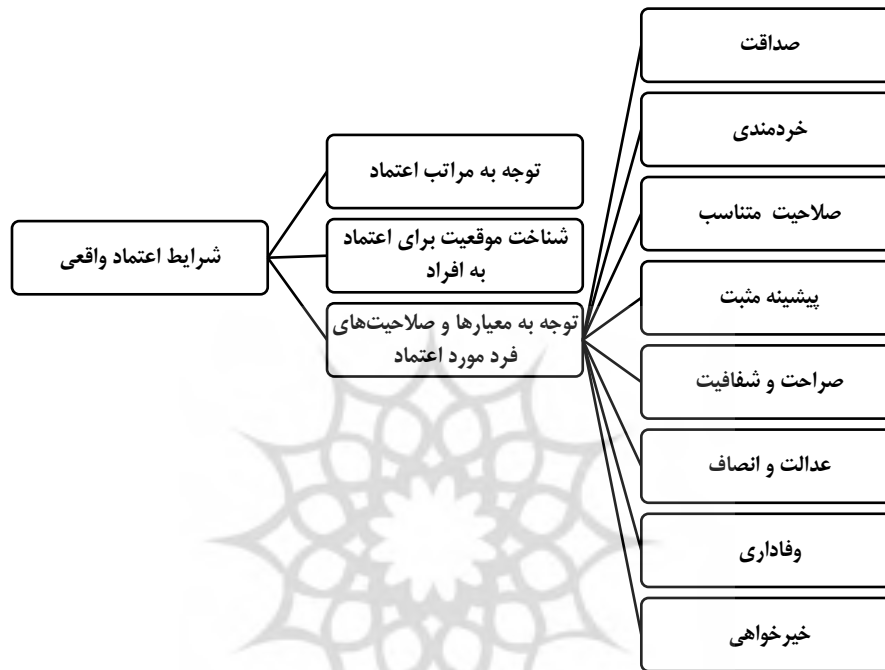 شرایط اعتماد واقعی
توجه به مراتب اعتماد
شناخت موقعیت برای اعتماد
به افراد
توجه به معیارها و صلاحیت‌های
فرد مورد اعتماد
صداقت
خردمندی
صلاحیت متناسب
پیشینه مثبت
صراحت و شفافیت
عدالت و انصاف
وفاداری
خیرخواهی